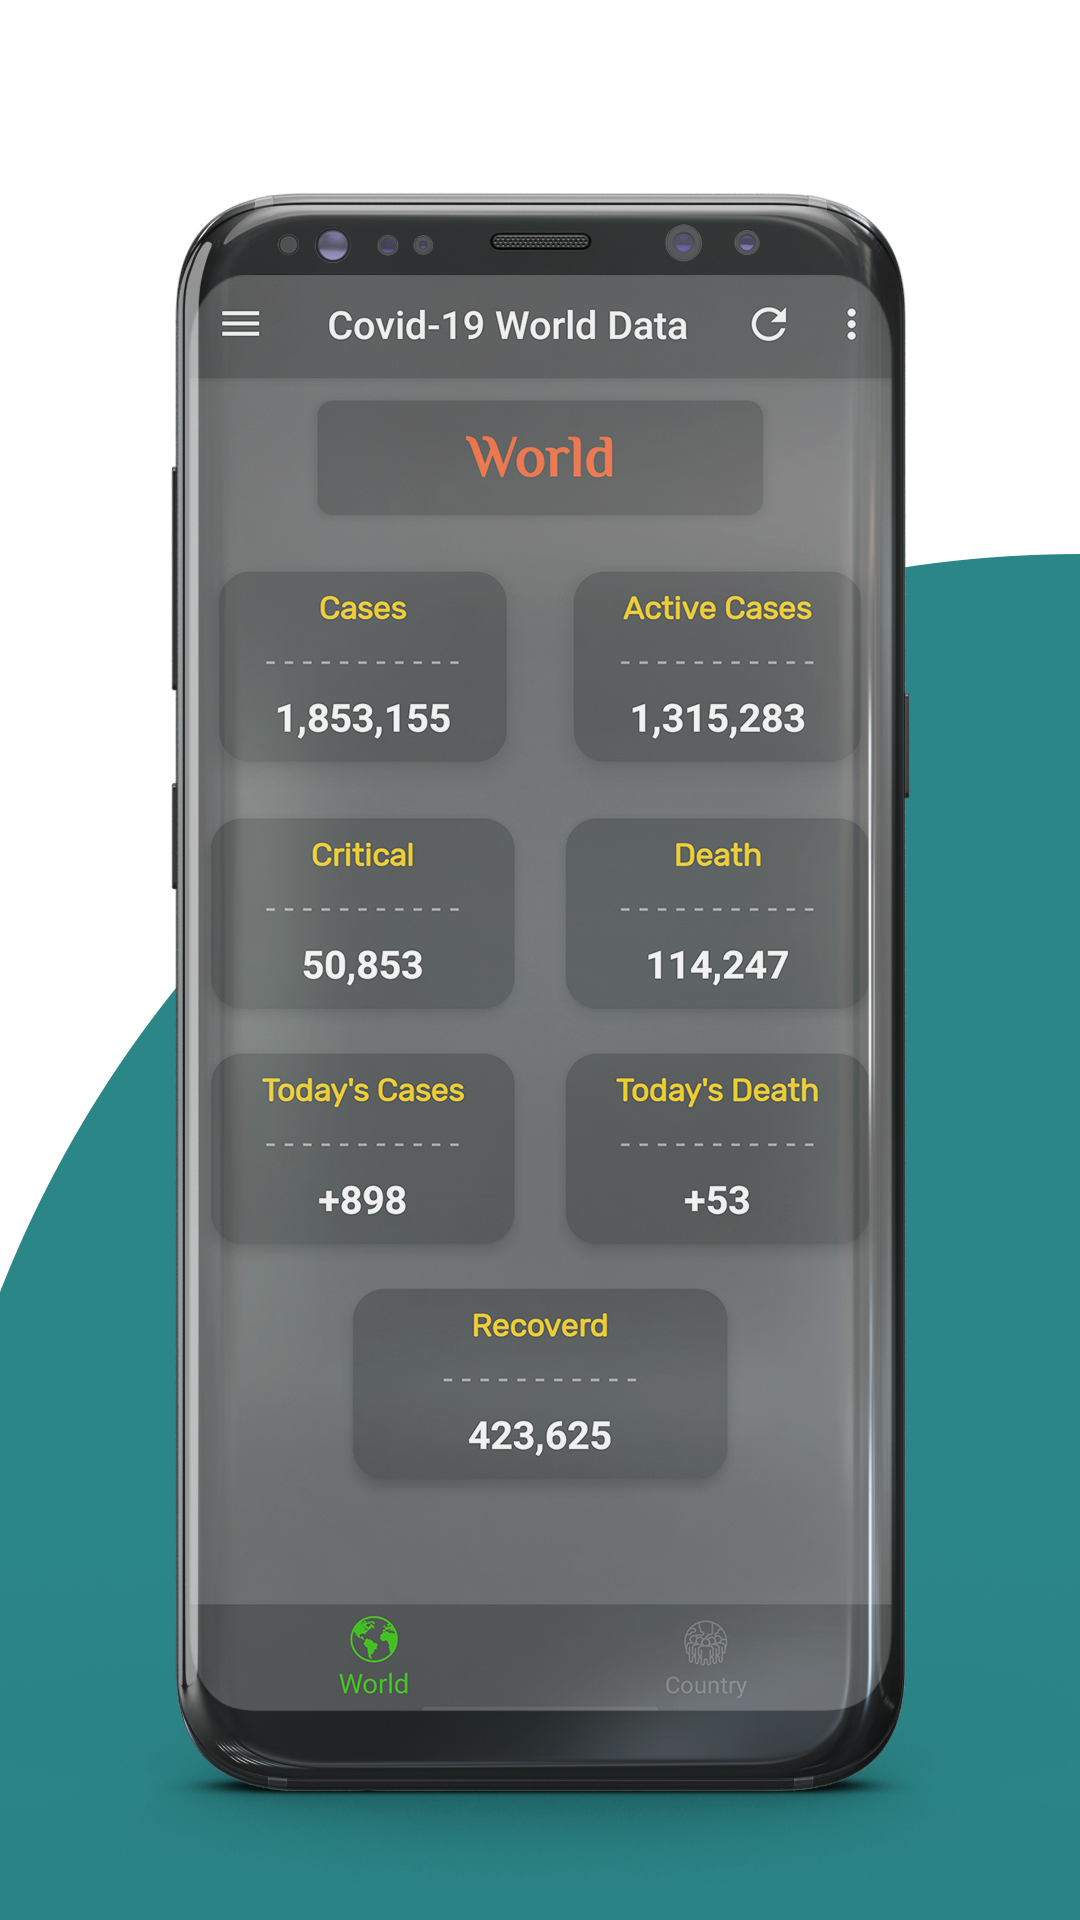 Covid-19 World Data
World
Cases
Active Cases
-----------
-----------
1,853,155
1,315,283
Critical
Death
-----------
-----------
50,853
114,247
Today's Cases
Today's Death
-----------
-----------
+898
+53
Recoverd
-----------
423,625
World
Country